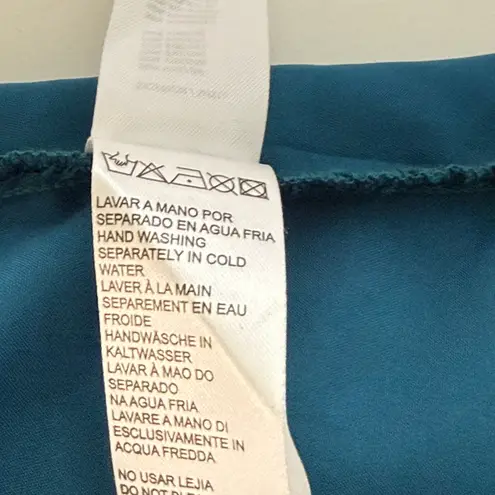 LAVAR A MANO POR
SEPARADO EN AGUA FRIA
HAND WASHING
SEPARATELY IN COLD
WATER
LAVER À LA MAIN
SEPAREMENT EN EAU
FROIDE
HANDWÄSCHE IN
KALTWASSER
LAVAR À MAO DO
SEPARADO
NA AGUA FRIA
LAVARE A MANO DI
ESCLUSIVAMENTE IN
ACQUA FREDDA
NO USAR LEJIA
DO NOT